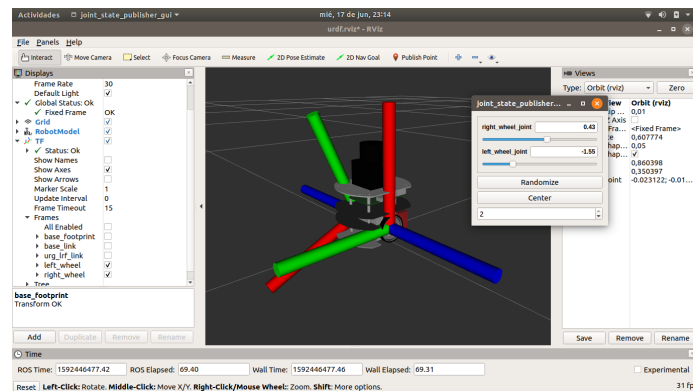 Actividades joint_state_publisher_gui ▾ mié, 17 de jun, 23:14
urdf.rviz* - RViz
File Panels Help
Interact Move Camera Select Focus Camera Measure 2D Pose Estimate 2D Nav Goal Publish Point
Displays
Frame Rate 30
Default Light
Global Status: Ok
Fixed Frame OK
Grid
RobotModel
TF
Status: Ok
Show Names
Show Axes
Show Arrows
Marker Scale 1
Update Interval 0
Frame Timeout 15
Frames
All Enabled
base_footprint
base_link
urg_lrf_link
left_wheel
right_wheel
Tree
base_footprint
Transform OK
Add Duplicate Remove Rename
joint_state_publisher...
right_wheel_joint 0.43
left_wheel_joint -1.55
Randomize
Center
2
Views
Type: Orbit (rviz) Zero
Orbit (rviz)
0,01
Axis
<Fixed Frame>
0,607774
0,05
0,860398
0,350397
-0.023122; -0.01...
Save Remove Rename
Time
ROS Time: 1592446477.42 ROS Elapsed: 69.40 Wall Time: 1592446477.46 Wall Elapsed: 69.31 Experimental
Reset Left-Click: Rotate. Middle-Click: Move X/Y. Right-Click/Mouse Wheel: Zoom. Shift: More options. 31 fp